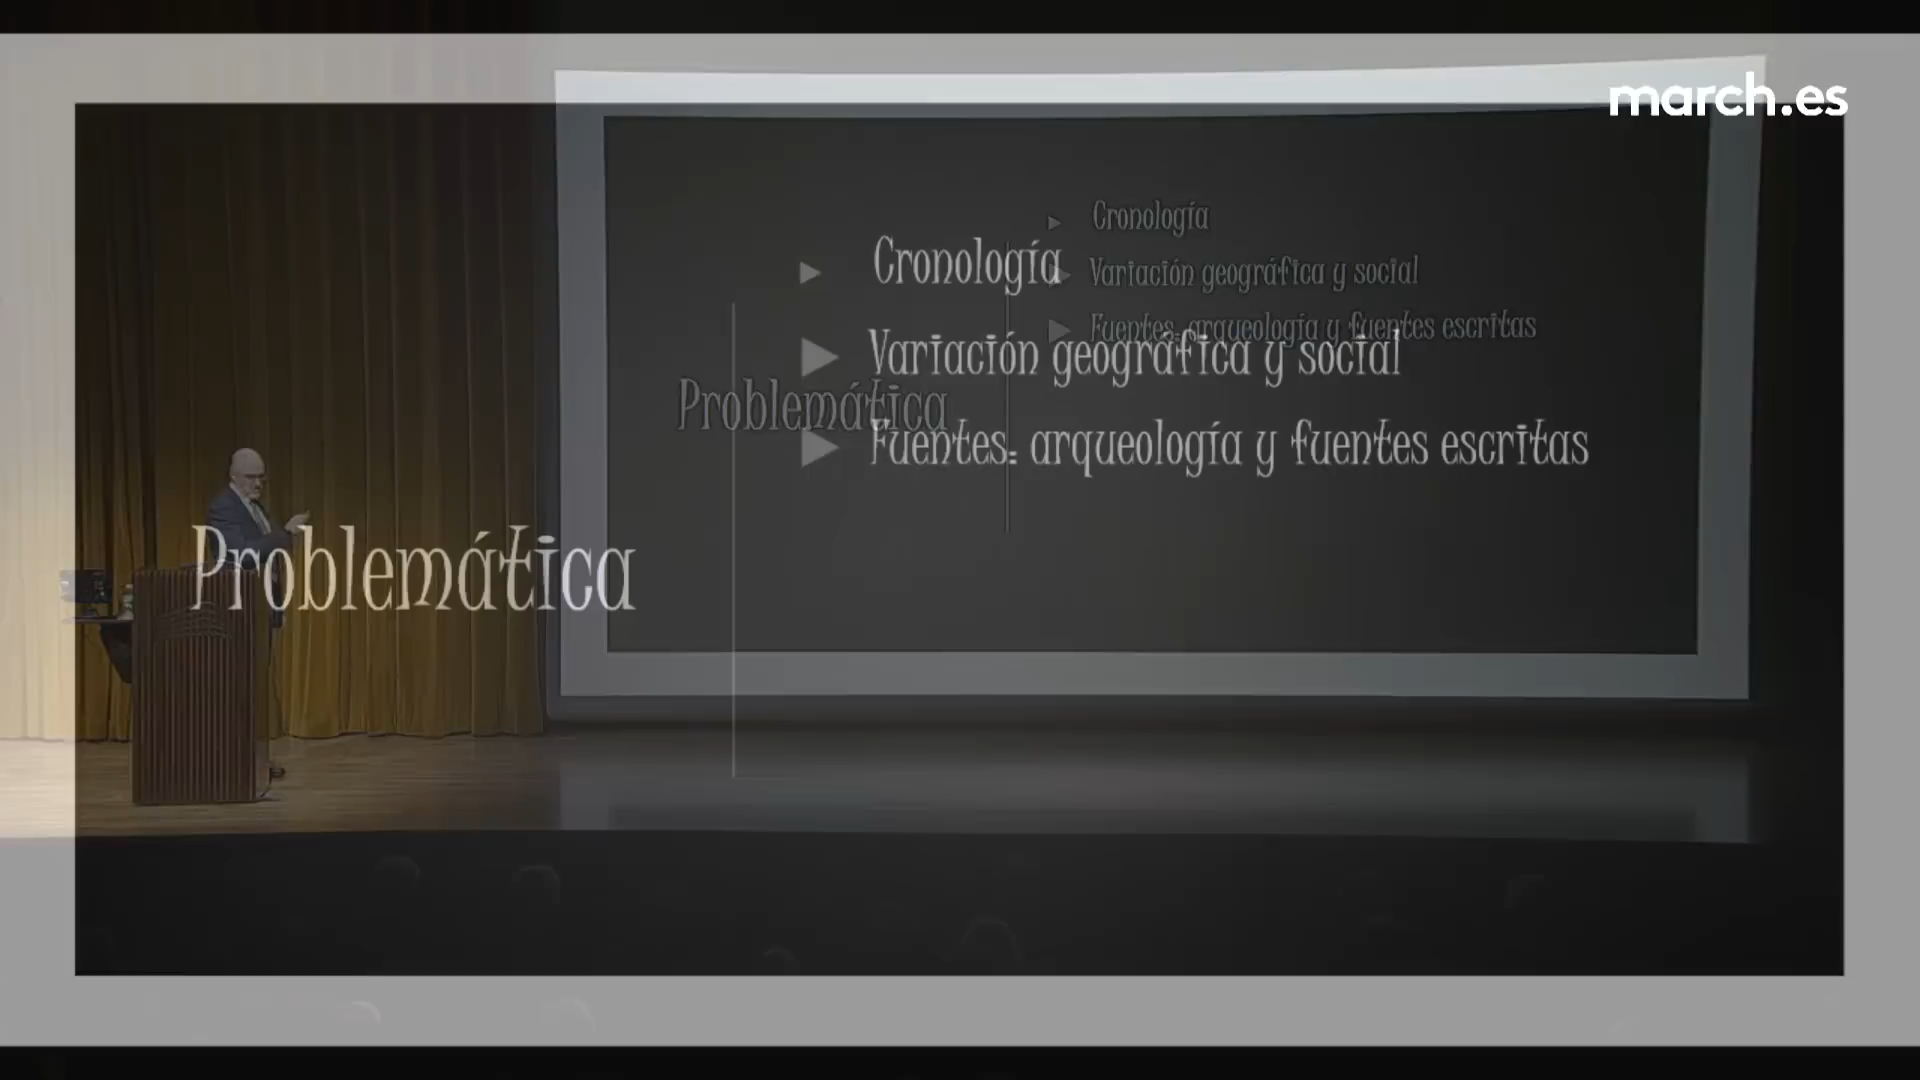 march.es
Cronología
Variación geográfica y social
Fuentes: arqueología y fuentes escritas
Problemática
Cronología
Variación geográfica y social
Fuentes: arqueología y fuentes escritas
Problemática